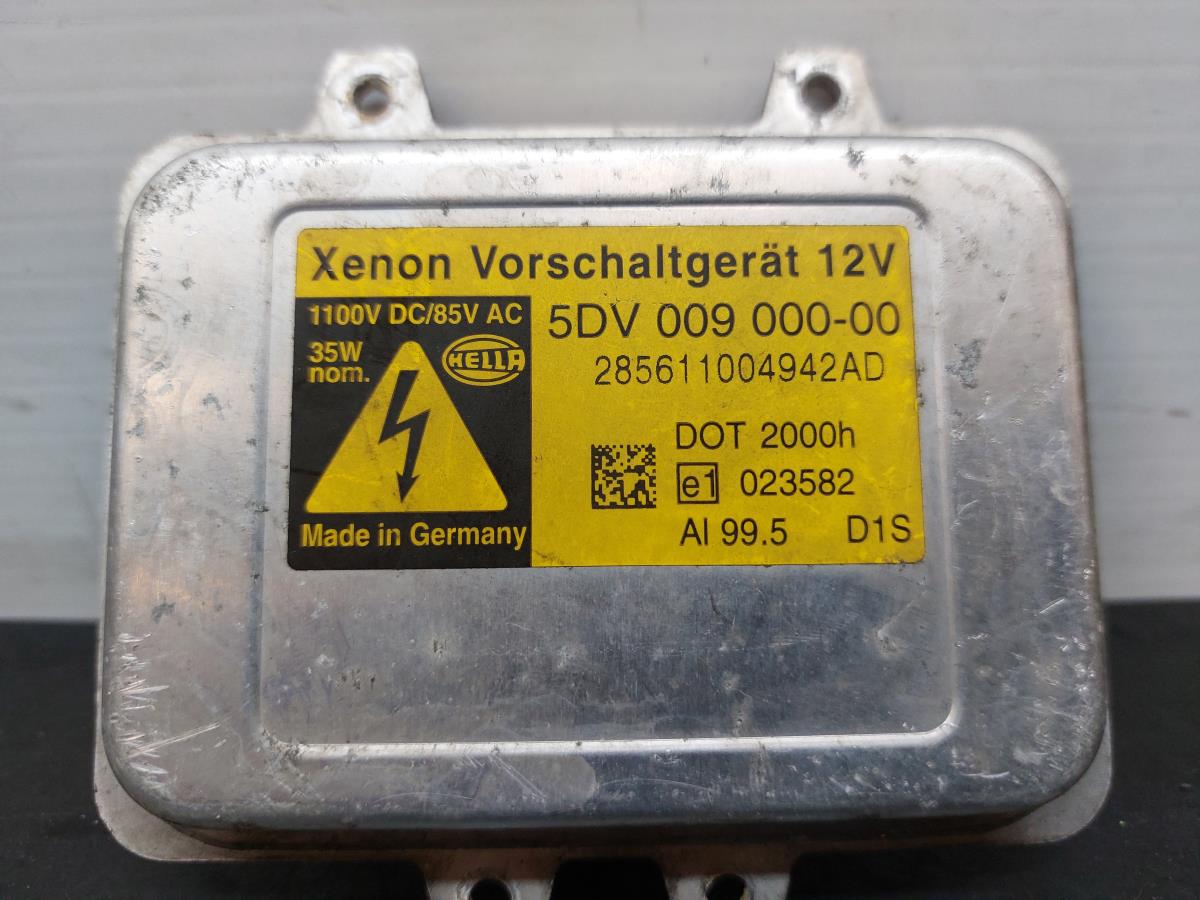 Xenon Vorschaltgerät 12V
1100V DC/85V AC
35W
nom.
HELLA
Made in Germany
5DV 009 000-00
285611004942AD
DOT 2000h
e1 023582
Al 99.5 D1S